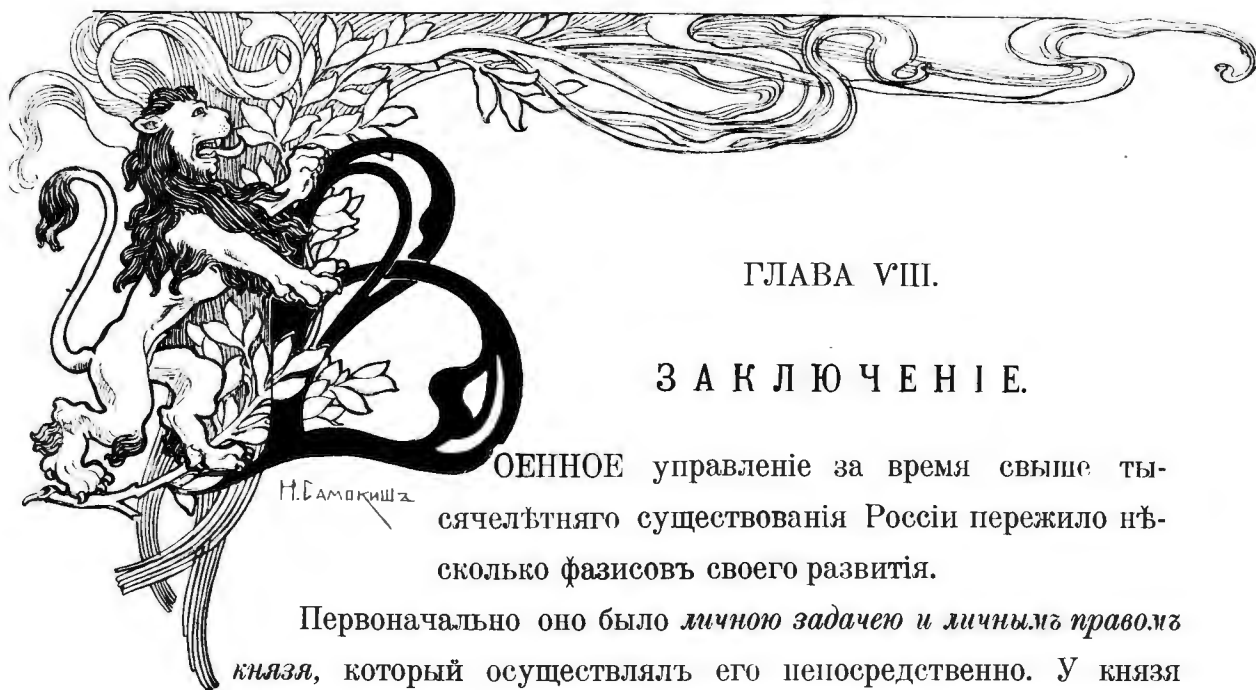 ГЛАВА VIII.
ЗАКЛЮЧЕНІЕ.
ВОЕННОЕ управленіе за время свыше ты-
Н. Самокишъ
сячелѣтняго существованія Россіи пережило нѣ-
сколько фазисовъ своего развитія.
Первоначально оно было личною задачею и личнымъ правомъ
князя, который осуществлялъ его непосредственно. У князя